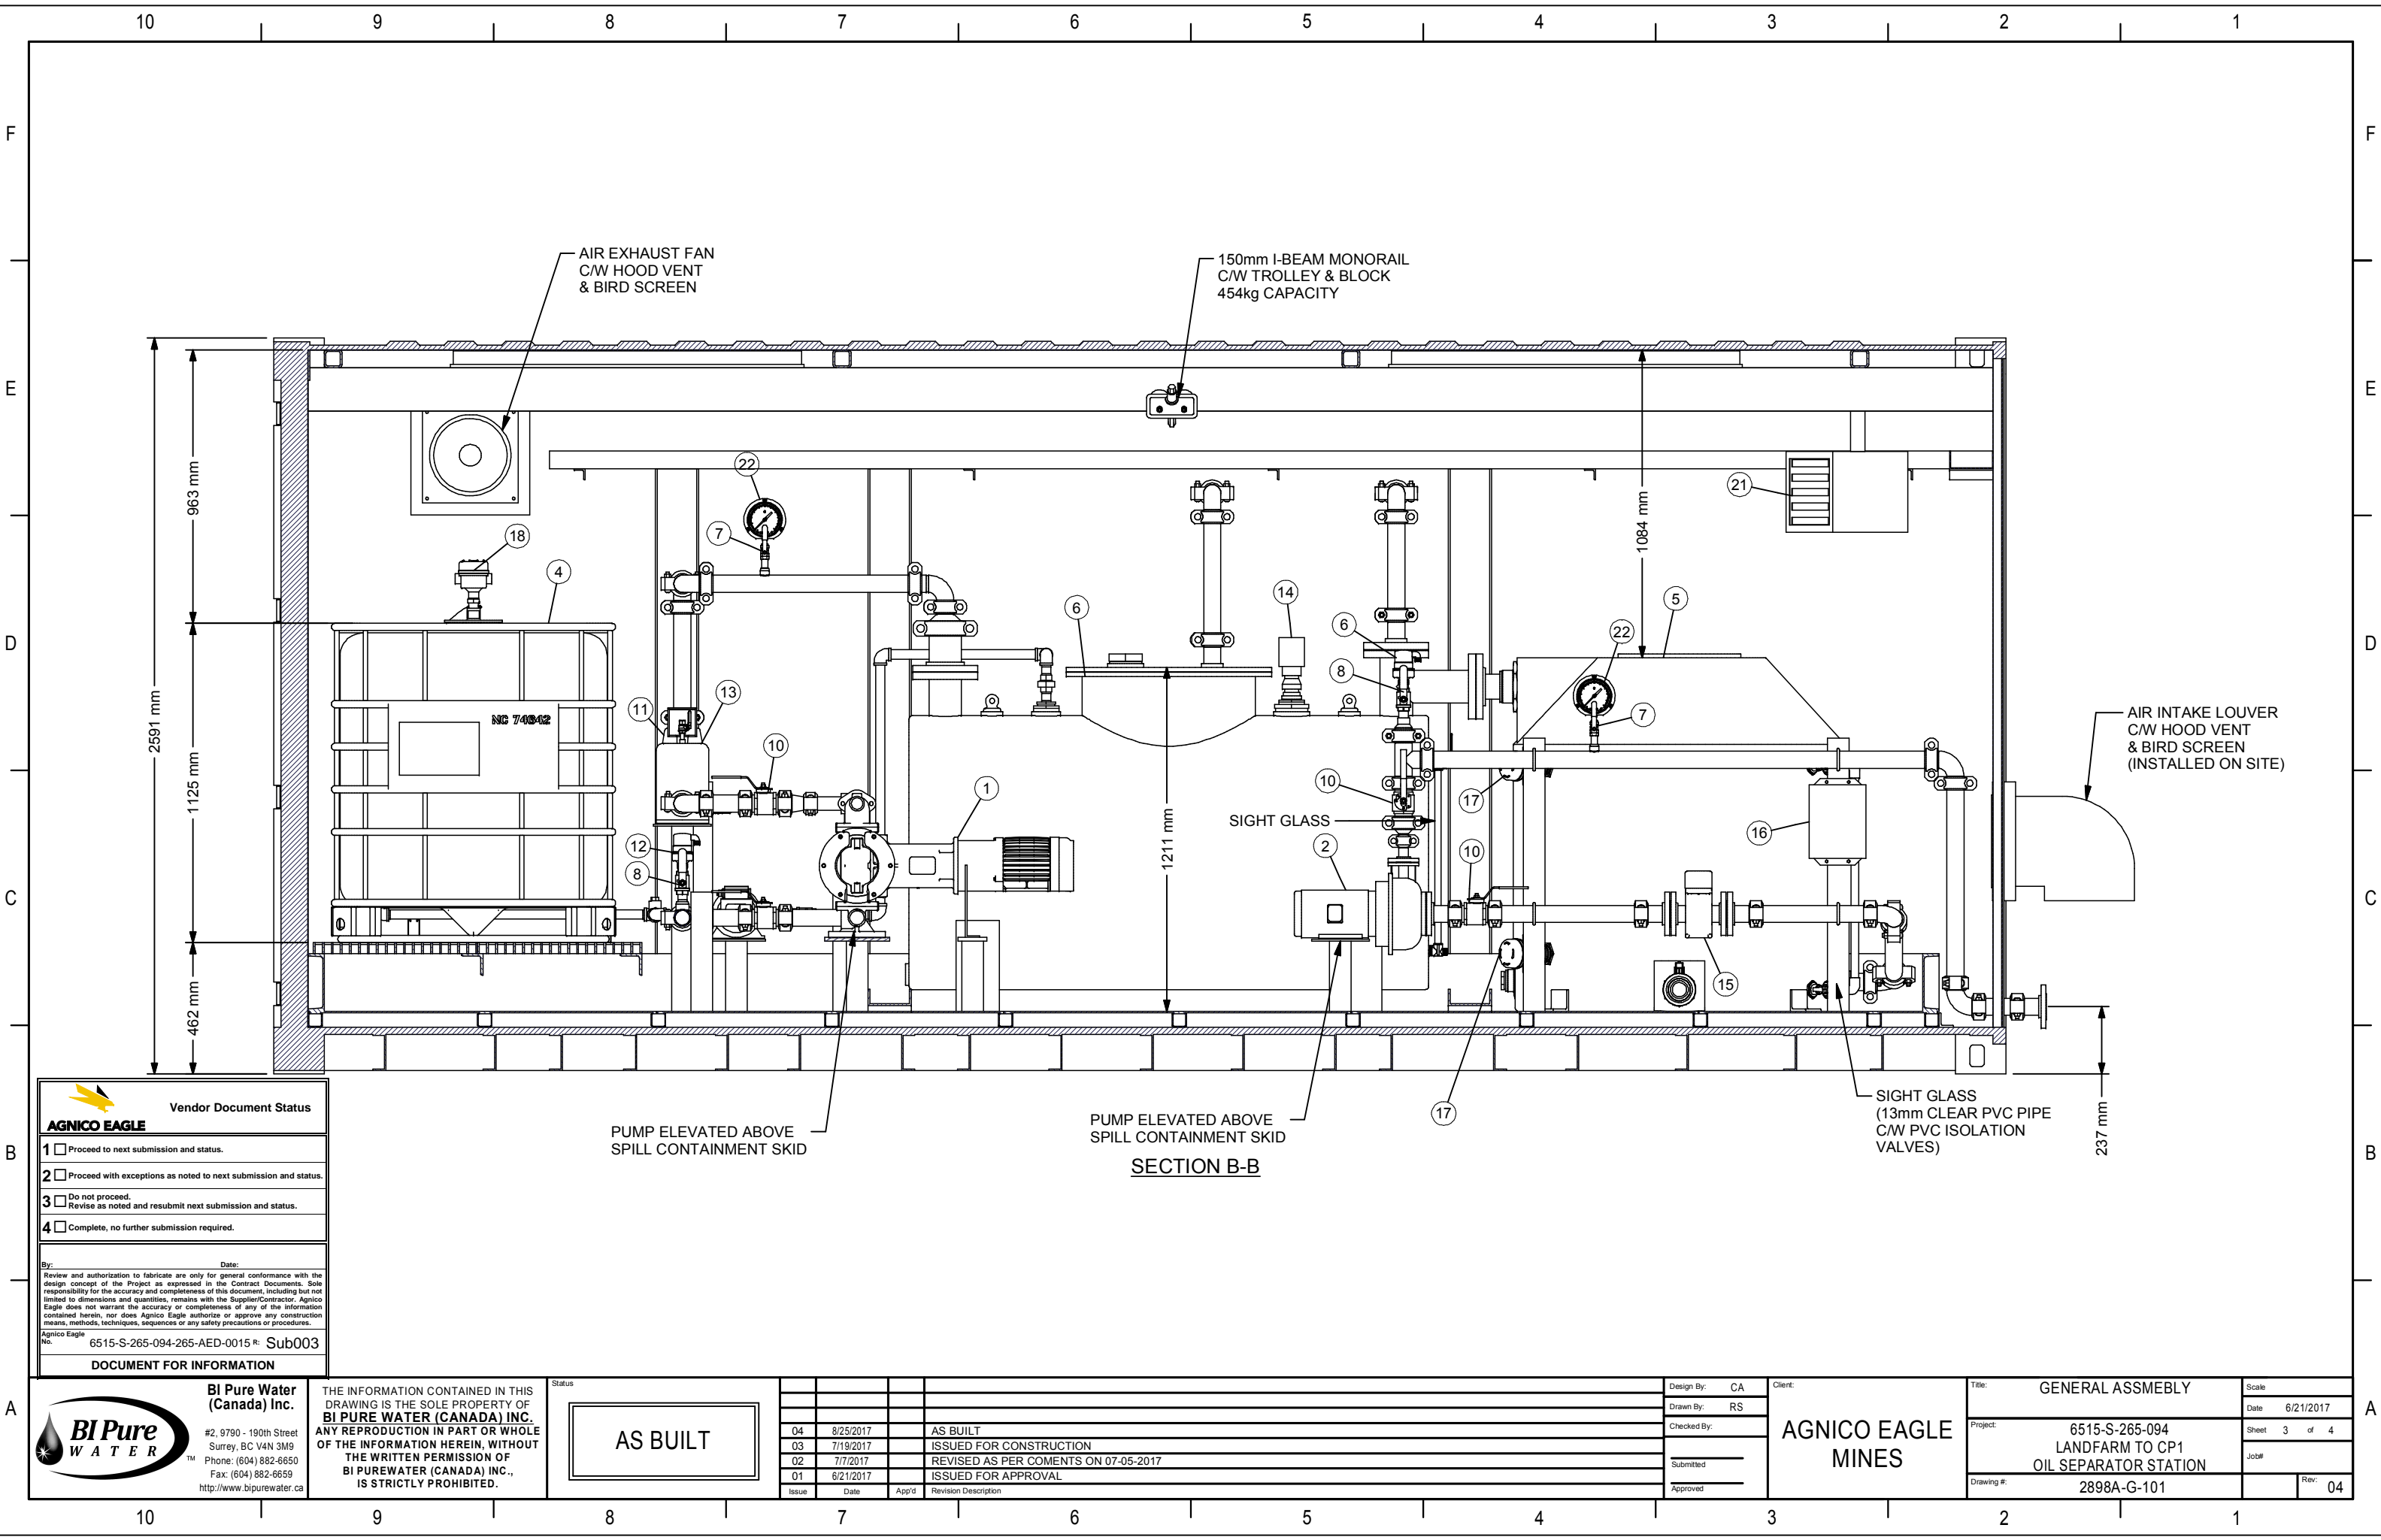 10 9 8 7 6 5 4 3 2 1
F F
AIR EXHAUST FAN
C/W HOOD VENT
& BIRD SCREEN
150mm I-BEAM MONORAIL
C/W TROLLEY & BLOCK
454kg CAPACITY
E E
2591 mm
963 mm
1125 mm
462 mm
22
7
18
4
21
1084 mm
D D
6
14
6
8
5
22
7
NC 74642
11
13
10
1
12
8
10
SIGHT GLASS
2
17
10
16
15
1211 mm
AIR INTAKE LOUVER
C/W HOOD VENT
& BIRD SCREEN
(INSTALLED ON SITE)
C C
PUMP ELEVATED ABOVE
SPILL CONTAINMENT SKID
PUMP ELEVATED ABOVE
SPILL CONTAINMENT SKID
17
SIGHT GLASS
(13mm CLEAR PVC PIPE
C/W PVC ISOLATION
VALVES)
237 mm
SECTION B-B
B B
AGNICO EAGLE
Vendor Document Status
1 Proceed to next submission and status.
2 Proceed with exceptions as noted to next submission and status.
3 Do not proceed.
Revise as noted and resubmit next submission and status.
4 Complete, no further submission required.
By: Date:
Review and authorization to fabricate are only for general conformance with the
design concept of the Project as expressed in the Contract Documents. Sole
responsibility for the accuracy and completeness of this document, including but not
limited to dimensions and quantities, remains with the Supplier/Contractor. Agnico
Eagle does not warrant the accuracy or completeness of any of the information
contained herein, nor does Agnico Eagle authorize or approve any construction
means, methods, techniques, sequences or any safety precautions or procedures.
Agnico Eagle
No. 6515-S-265-094-265-AED-0015 R: Sub003
DOCUMENT FOR INFORMATION
A A
BI Pure
WATER
TM
BI Pure Water
(Canada) Inc.
#2, 9790 - 190th Street
Surrey, BC V4N 3M9
Phone: (604) 882-6650
Fax: (604) 882-6659
http://www.bipurewater.ca
THE INFORMATION CONTAINED IN THIS
DRAWING IS THE SOLE PROPERTY OF
BI PURE WATER (CANADA) INC.
ANY REPRODUCTION IN PART OR WHOLE
OF THE INFORMATION HEREIN, WITHOUT
THE WRITTEN PERMISSION OF
BI PUREWATER (CANADA) INC.,
IS STRICTLY PROHIBITED.
Status
AS BUILT
04 8/25/2017 AS BUILT
03 7/19/2017 ISSUED FOR CONSTRUCTION
02 7/7/2017 REVISED AS PER COMENTS ON 07-05-2017
01 6/21/2017 ISSUED FOR APPROVAL
Issue Date App'd Revision Description
Design By: CA
Drawn By: RS
Checked By:
Submitted
Approved
Client:
AGNICO EAGLE
MINES
Title: GENERAL ASSMEBLY
Project: 6515-S-265-094
LANDFARM TO CP1
OIL SEPARATOR STATION
Drawing #: 2898A-G-101
Scale
Date 6/21/2017
Sheet 3 of 4
Job#
Rev: 04
10 9 8 7 6 5 4 3 2 1